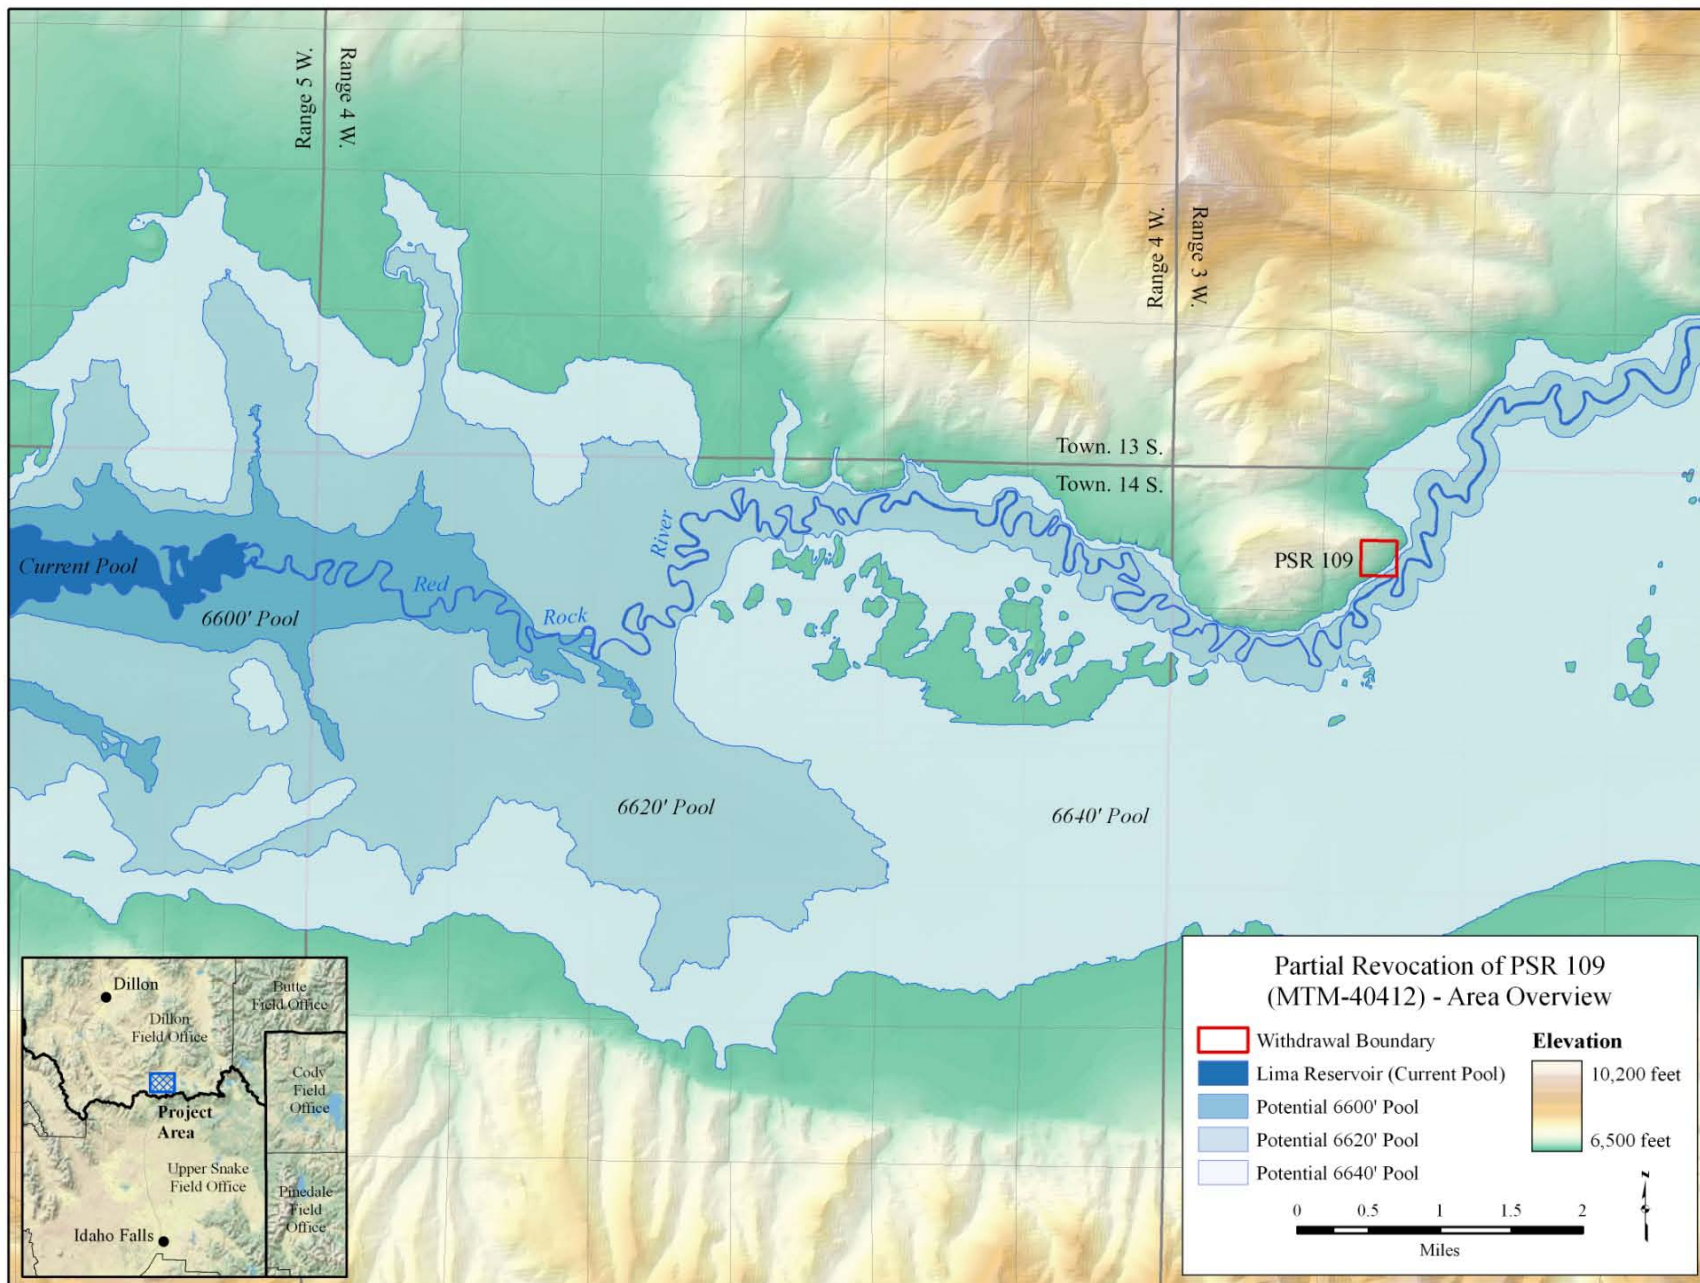 Range 5 W.
Range 4 W.
Range 4 W.
Range 3 W.
Town. 13 S.
Town. 14 S.
PSR 109
Current Pool
Red
Rock
River
6600' Pool
6620' Pool
6640' Pool
Dillon
Dillon
Field Office
Butte
Field Office
Cody
Field
Office
Project
Area
Upper Snake
Field Office
Pinedale
Field
Office
Idaho Falls
Partial Revocation of PSR 109
(MTM-40412) - Area Overview
Withdrawal Boundary
Lima Reservoir (Current Pool)
Potential 6600' Pool
Potential 6620' Pool
Potential 6640' Pool
Elevation
10,200 feet
6,500 feet
N
0 0.5 1 1.5 2
Miles